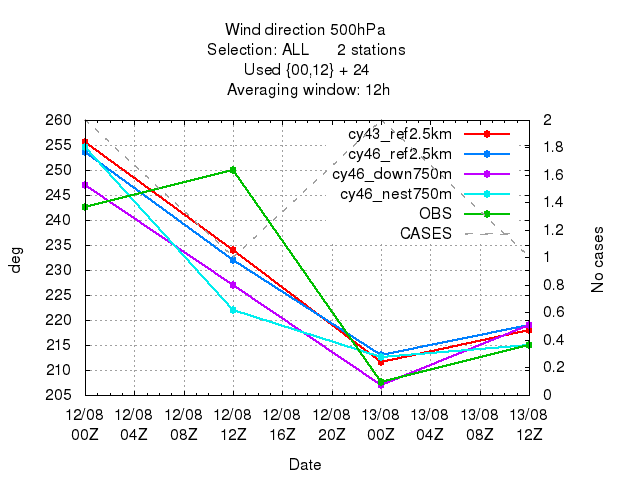 Wind direction 500hPa
Selection: ALL 2 stations
Used {00,12} + 24
Averaging window: 12h
260 2
255 1.8
250 1.6
245 1.4
240 1.2
235
230 1
225 0.8
220 0.6
215 0.4
210 0.2
205 0
cy43_ref2.5km
cy46_ref2.5km
cy46_down750m
cy46_nest750m
OBS
CASES
deg
No cases
12/08 12/08 12/08 12/08 12/08 12/08 13/08 13/08 13/08 13/08
00Z 04Z 08Z 12Z 16Z 20Z 00Z 04Z 08Z 12Z
Date